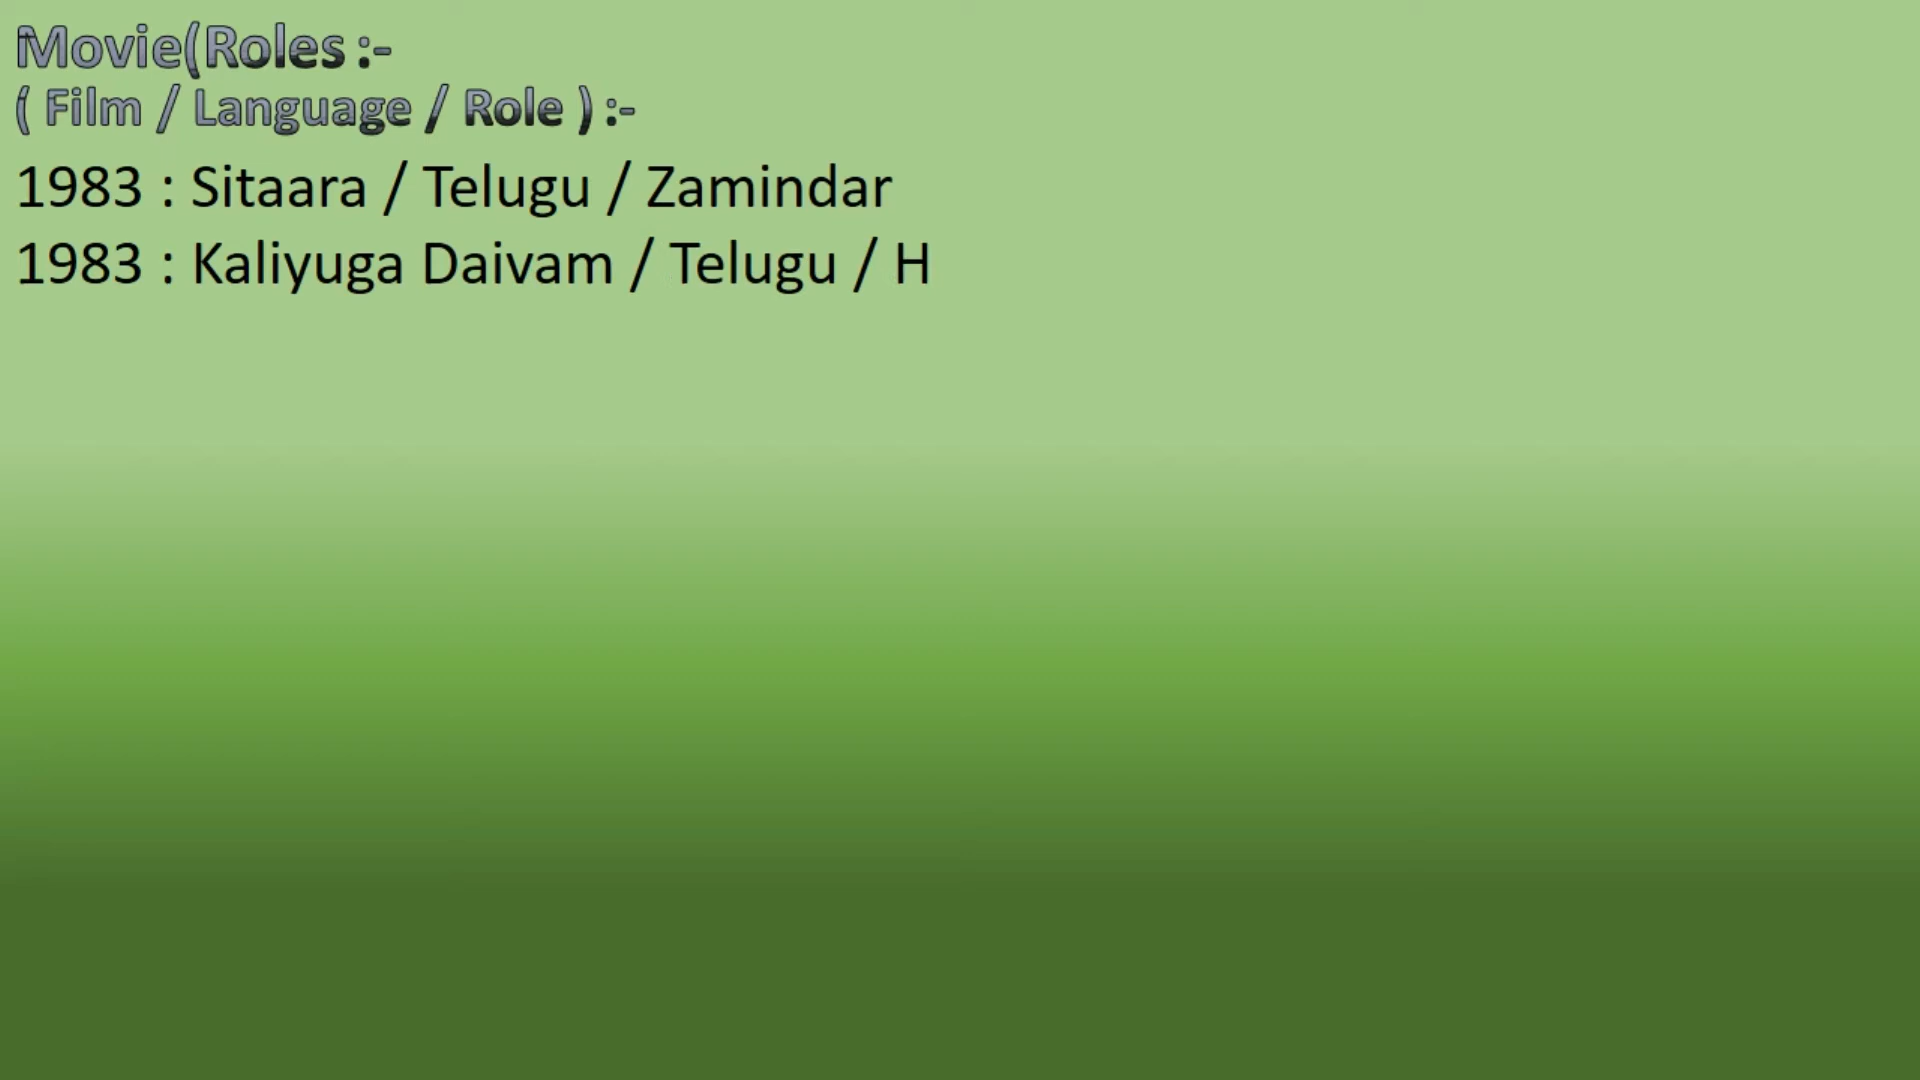 Movie(Roles :-
( Film / Language / Role ) :-
1983 : Sitaara / Telugu / Zamindar
1983 : Kaliyuga Daivam / Telugu / H